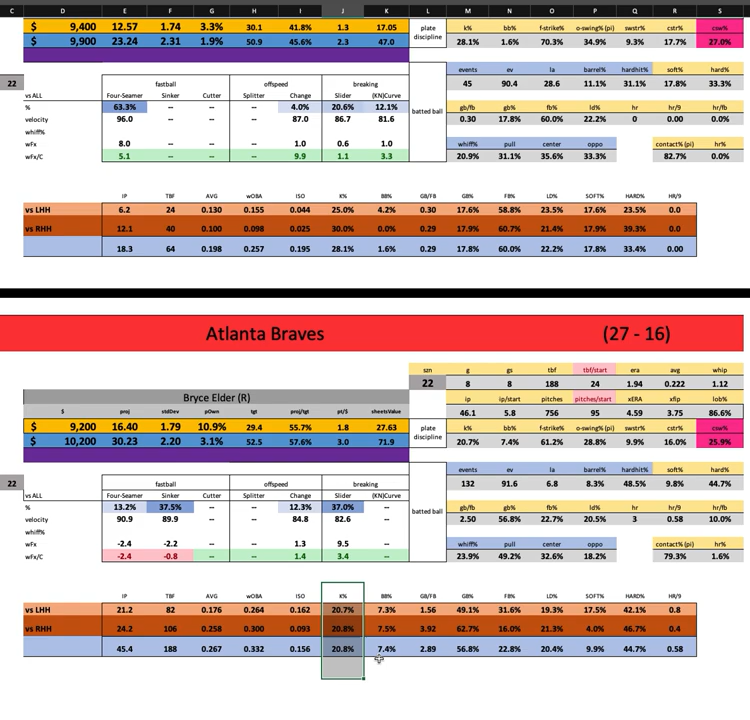 C D E F G H I J K L M N O P Q R S
$ 9,400 12.57 1.74 3.3% 30.1 41.8% 1.3 17.05 plate discipline k% bb% f-strike% o-swing% (pi) swstr% cstr% csw%
$ 9,900 23.24 2.31 1.9% 50.9 45.6% 2.3 47.0 28.1% 1.6% 70.3% 34.9% 9.3% 17.7% 27.0%
events ev la barrel% hardhit% soft% hard%
22 fastball offspeed breaking 45 90.4 28.6 11.1% 31.1% 17.8% 33.3%
vs ALL Four-Seamer Sinker Cutter Splitter Change Slider (KN)Curve
% 63.3% -- -- -- 4.0% 20.6% 12.1% batted ball gb/fb gb% fb% ld% hr hr/9 hr/fb
velocity 96.0 -- -- -- 87.0 86.7 81.6 0.30 17.8% 60.0% 22.2% 0 0.00 0.0%
whiff%
wFx 8.0 -- -- -- 1.0 0.6 1.0 whiff% pull center oppo contact% (pi) hr%
wFx/C 5.1 -- -- -- 9.9 1.1 3.3 20.9% 31.1% 35.6% 33.3% 82.7% 0.0%
IP TBF AVG wOBA ISO K% BB% GB/FB GB% FB% LD% SOFT% HARD% HR/9
vs LHH 6.2 24 0.130 0.155 0.044 25.0% 4.2% 0.30 17.6% 58.8% 23.5% 17.6% 23.5% 0.0
vs RHH 12.1 40 0.100 0.098 0.025 30.0% 0.0% 0.29 17.9% 60.7% 21.4% 17.9% 39.3% 0.0
18.3 64 0.198 0.257 0.195 28.1% 1.6% 0.29 17.8% 60.0% 22.2% 17.8% 33.4% 0.00
Atlanta Braves (27 - 16)
szn g gs tbf tbf/start era avg whip
22 8 8 188 24 1.94 0.222 1.12
Bryce Elder (R) ip ip/start pitches pitches/start xERA xfip lob%
$ proj stdDev pOwn tgt proj/tgt pt/$ sheetsValue 46.1 5.8 756 95 4.59 3.75 86.6%
$ 9,200 16.40 1.79 10.9% 29.4 55.7% 1.8 27.63 plate discipline k% bb% f-strike% o-swing% (pi) swstr% cstr% csw%
$ 10,200 30.23 2.20 3.1% 52.5 57.6% 3.0 71.9 20.7% 7.4% 61.2% 28.8% 9.9% 16.0% 25.9%
events ev la barrel% hardhit% soft% hard%
22 fastball offspeed breaking 132 91.6 6.8 8.3% 48.5% 9.8% 44.7%
vs ALL Four-Seamer Sinker Cutter Splitter Change Slider (KN)Curve
% 13.2% 37.5% -- -- 12.3% 37.0% -- batted ball gb/fb gb% fb% ld% hr hr/9 hr/fb
velocity 90.9 89.9 -- -- 84.8 82.6 -- 2.50 56.8% 22.7% 20.5% 3 0.58 10.0%
whiff%
wFx -2.4 -2.2 -- -- 1.3 9.5 -- whiff% pull center oppo contact% (pi) hr%
wFx/C -2.4 -0.8 -- -- 1.4 3.4 -- 23.9% 49.2% 32.6% 18.2% 79.3% 1.6%
IP TBF AVG wOBA ISO K% BB% GB/FB GB% FB% LD% SOFT% HARD% HR/9
vs LHH 21.2 82 0.176 0.264 0.162 20.7% 7.3% 1.56 49.1% 31.6% 19.3% 17.5% 42.1% 0.8
vs RHH 24.2 106 0.258 0.300 0.093 20.8% 7.5% 3.92 62.7% 16.0% 21.3% 4.0% 46.7% 0.4
45.4 188 0.267 0.332 0.156 20.8% 7.4% 2.89 56.8% 22.8% 20.4% 9.9% 44.7% 0.58